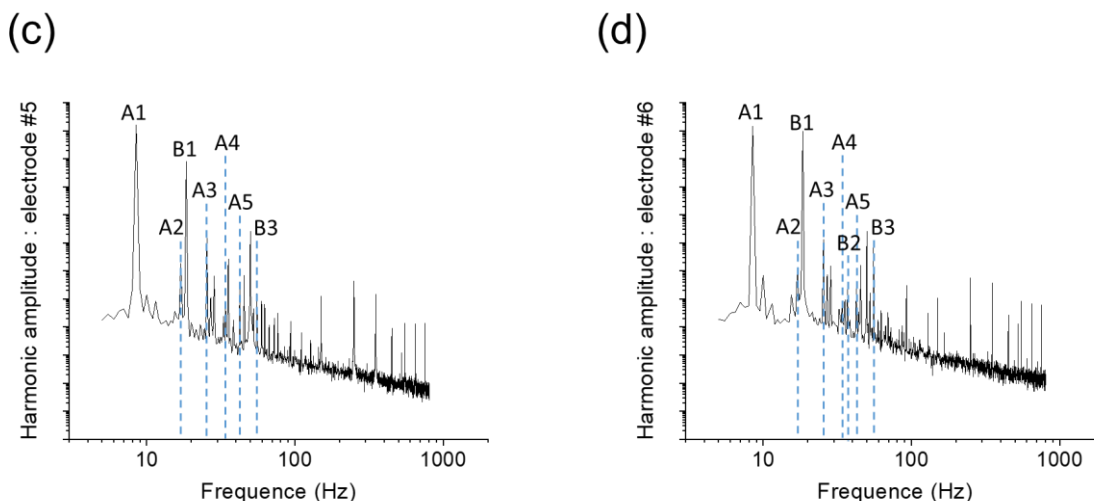 (c)
Harmonic amplitude : electrode #5
A1
B1
A4
A3
A5
A2
B3
10 100 1000
Frequence (Hz)
(d)
Harmonic amplitude : electrode #6
A1
B1
A4
A3
A5
A2
B2
B3
10 100 1000
Frequence (Hz)